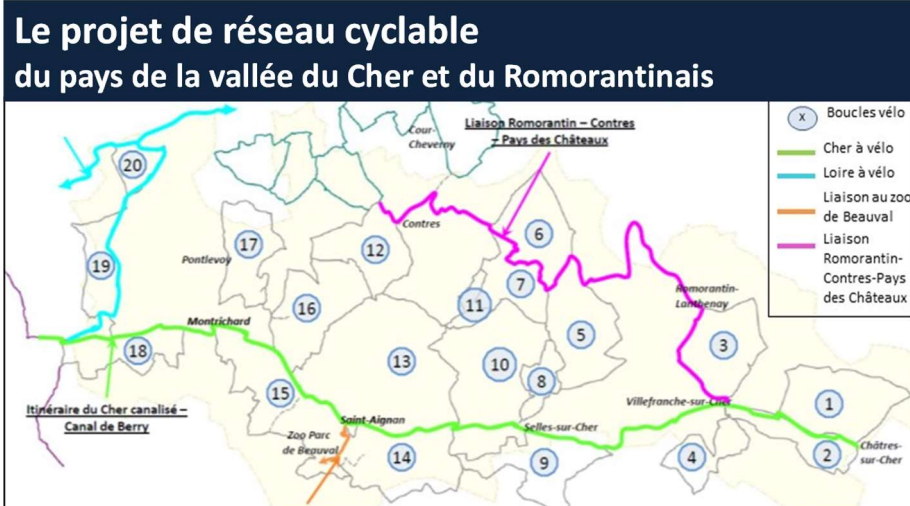 Le projet de réseau cyclable
du pays de la vallée du Cher et du Romorantinais
Liaison Romorantin – Contres
– Pays des Châteaux
Cour-
Cheverny
X
Boucles vélo
Cher à vélo
Loire à vélo
Liaison au zoo
de Beauval
Liaison
Romorantin-
Contres-Pays
des Châteaux
20
17
12
6
Contres
Pontlevoy
19
16
11
7
Romorantin-
Lanthenay
Montrichard
18
13
10
5
3
8
15
Itinéraire du Cher canalisé –
Canal de Berry
Villefranche-sur-Cher
1
Saint-Aignan
Selles-sur-Cher
Zoo Parc
de Beauval
14
9
4
2
Châtres-
sur-Cher